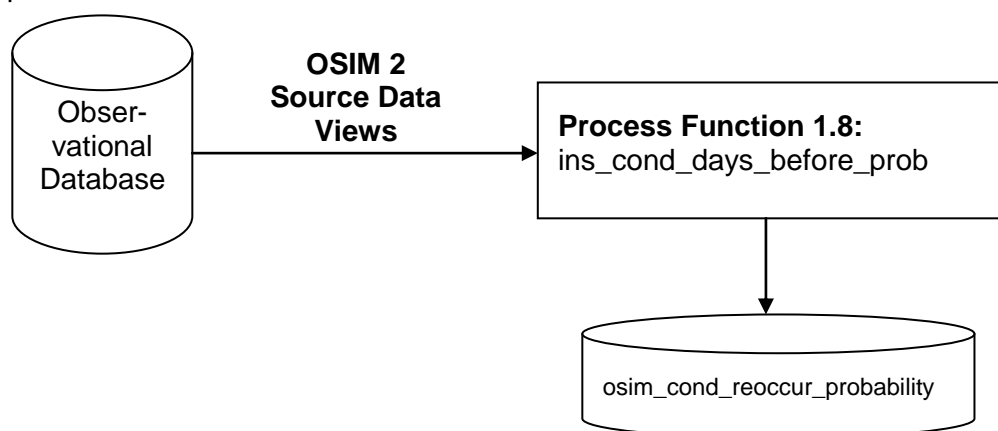 Obser-
vational
Database
OSIM 2
Source Data
Views
Process Function 1.8:
ins_cond_days_before_prob
osim_cond_reoccur_probability